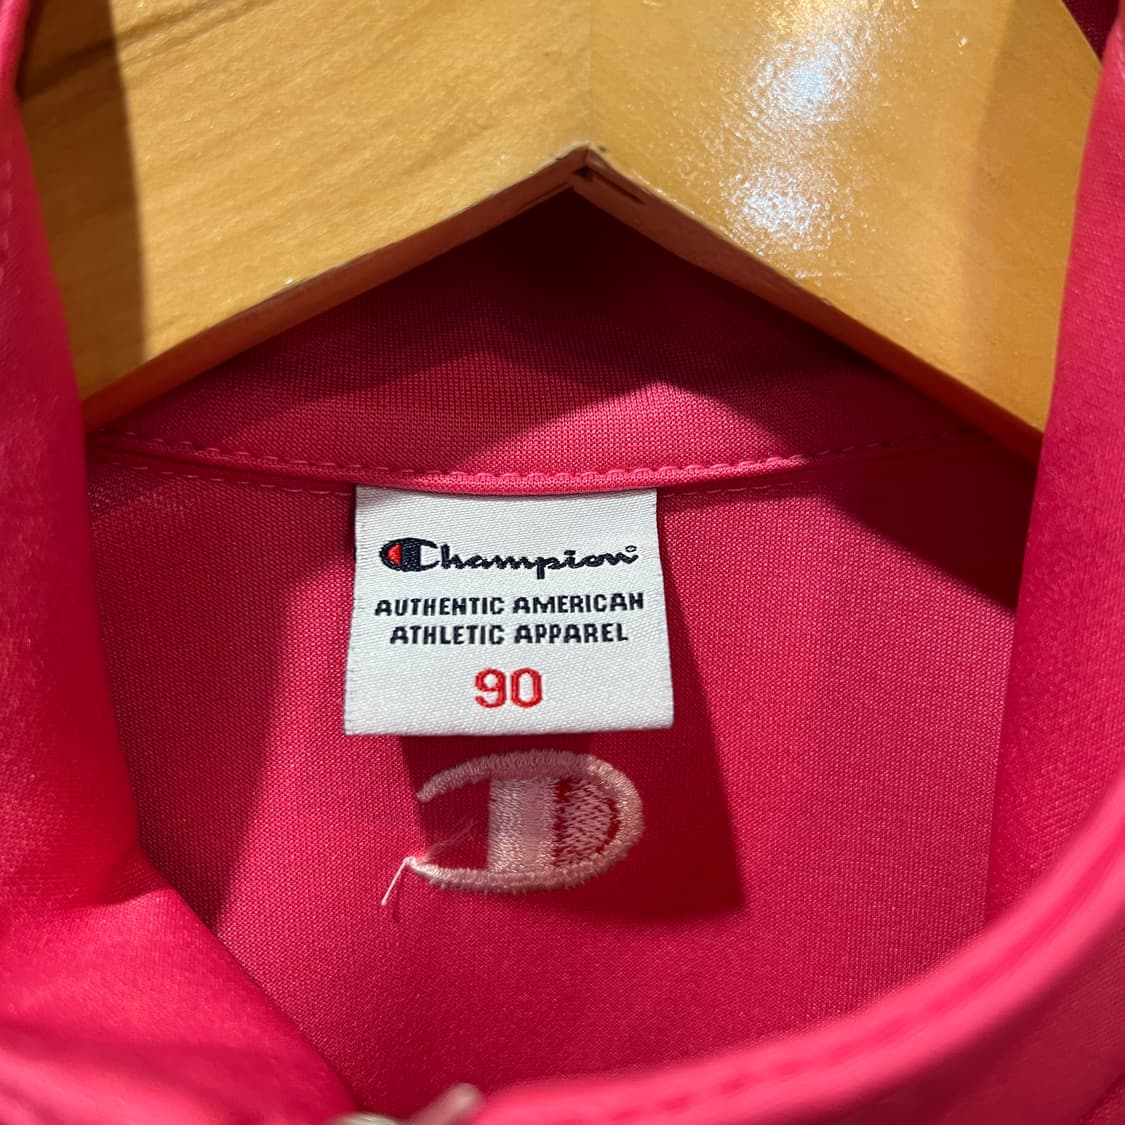 Champion
AUTHENTIC AMERICAN
ATHLETIC APPAREL
90